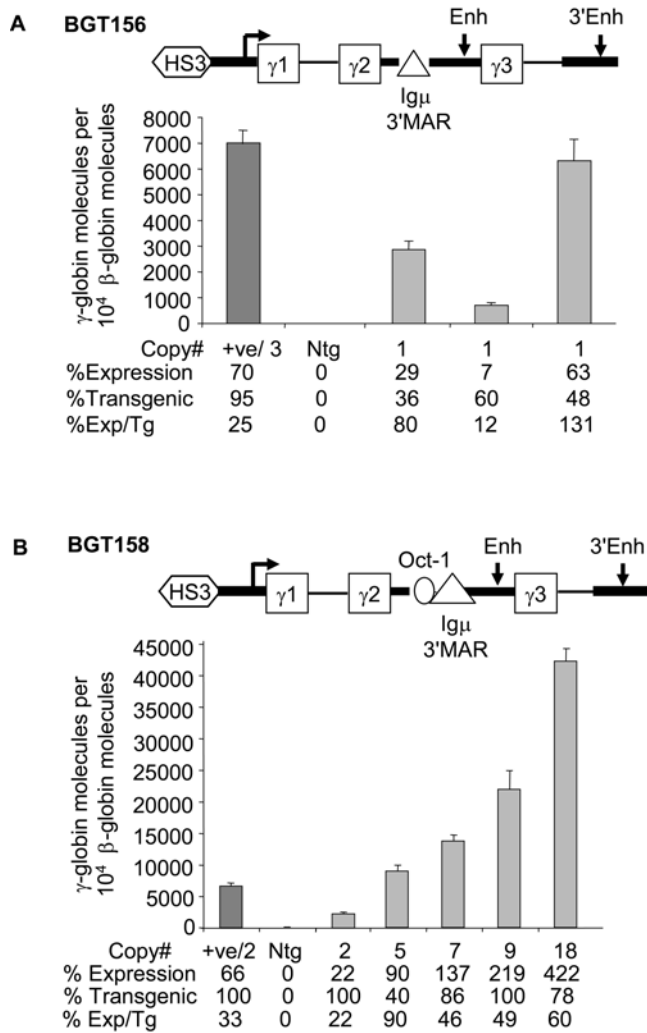 A BGT156
Enh 3'Enh
HS3 γ1 γ2 γ3
Igμ
3'MAR
γ-globin molecules per
10⁴ β-globin molecules
8000
7000
6000
5000
4000
3000
2000
1000
0
Copy# +ve/ 3 Ntg 1 1 1
%Expression 70 0 29 7 63
%Transgenic 95 0 36 60 48
%Exp/Tg 25 0 80 12 131
B BGT158
Oct-1 Enh 3'Enh
HS3 γ1 γ2 γ3
Igμ
3'MAR
γ-globin molecules per
10⁴ β-globin molecules
45000
40000
35000
30000
25000
20000
15000
10000
5000
0
Copy# +ve/2 Ntg 2 5 7 9 18
% Expression 66 0 22 90 137 219 422
% Transgenic 100 0 100 40 86 100 78
% Exp/Tg 33 0 22 90 46 49 60